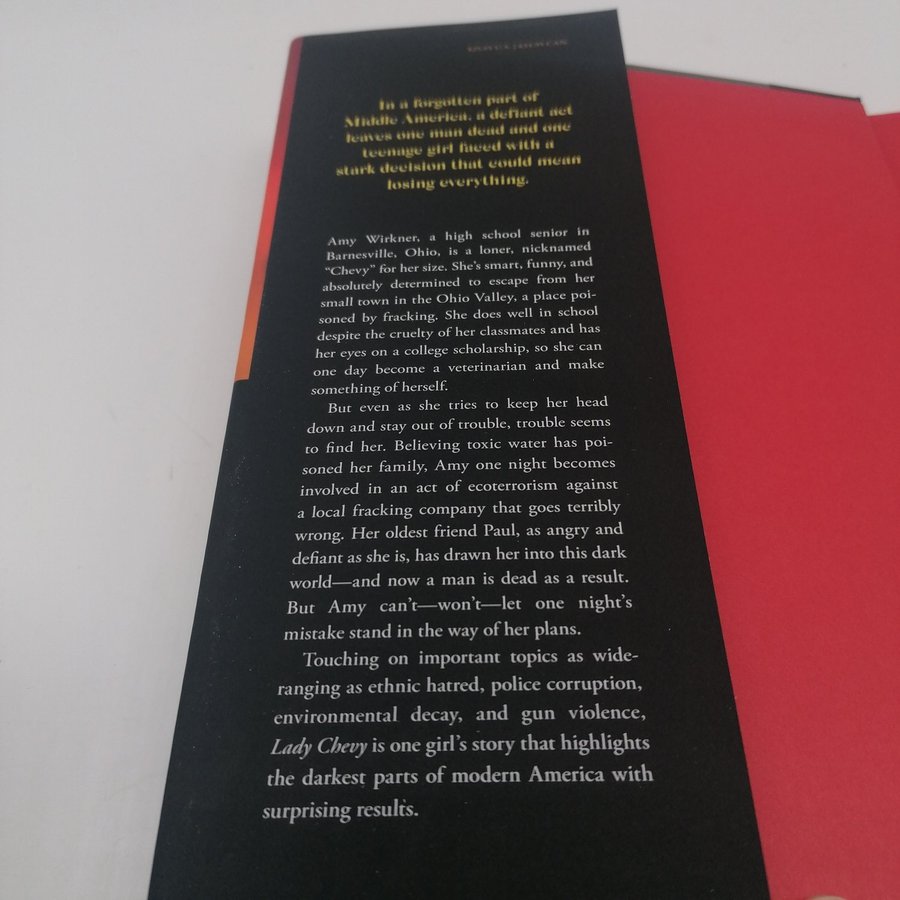 In a forgotten part of
Middle America, a defiant act
leaves one man dead and one
teenage girl faced with a
stark decision that could mean
losing everything.
Amy Wirkner, a high school senior in
Barnesville, Ohio, is a loner, nicknamed
“Chevy” for her size. She’s smart, funny, and
absolutely determined to escape from her
small town in the Ohio Valley, a place poi-
soned by fracking. She does well in school
despite the cruelty of her classmates and has
her eyes on a college scholarship, so she can
one day become a veterinarian and make
something of herself.
But even as she tries to keep her head
down and stay out of trouble, trouble seems
to find her. Believing toxic water has poi-
soned her family, Amy one night becomes
involved in an act of ecoterrorism against
a local fracking company that goes terribly
wrong. Her oldest friend Paul, as angry and
defiant as she is, has drawn her into this dark
world—and now a man is dead as a result.
But Amy can’t—won’t—let one night’s
mistake stand in the way of her plans.
Touching on important topics as wide-
ranging as ethnic hatred, police corruption,
environmental decay, and gun violence,
Lady Chevy is one girl’s story that highlights
the darkest parts of modern America with
surprising results.